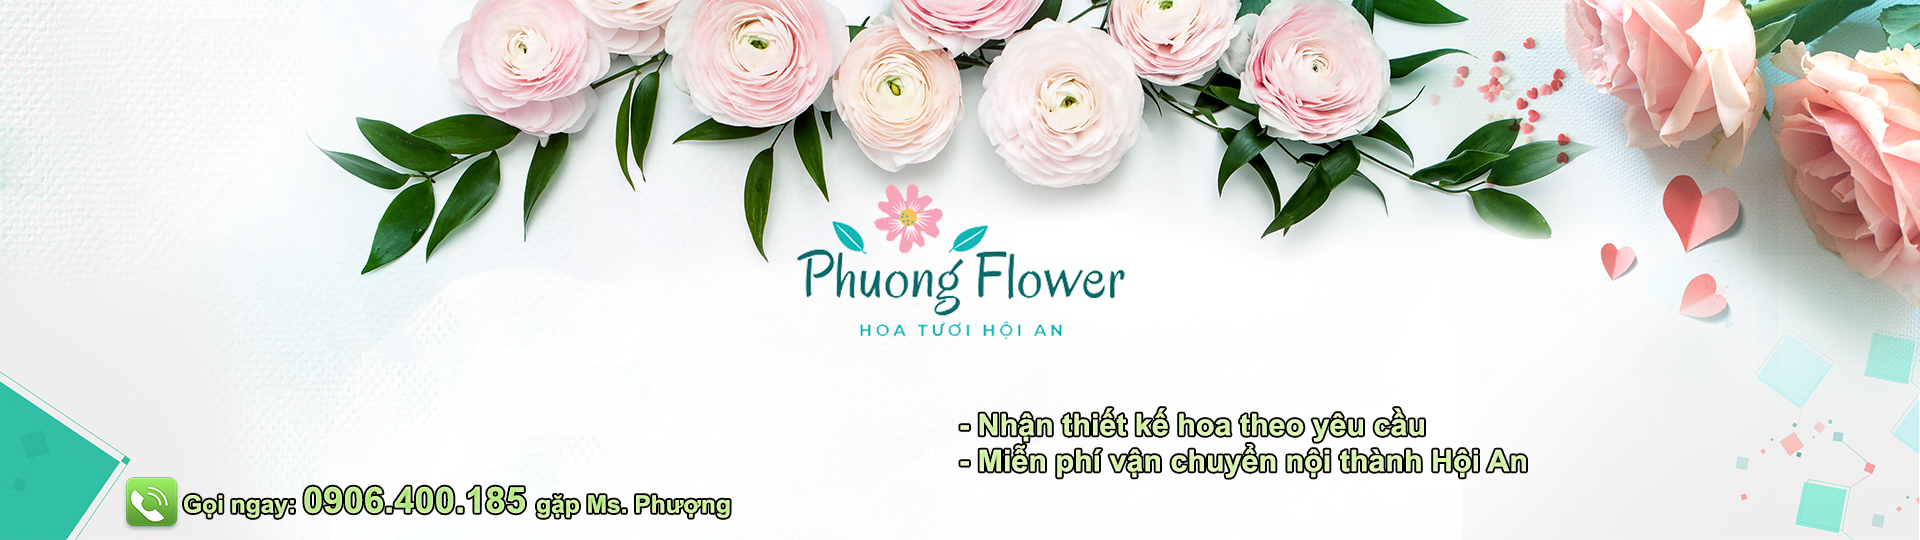 Phuong Flower
HOA TƯƠI HỘI AN
- Nhận thiết kế hoa theo yêu cầu
- Miễn phí vận chuyển nội thành Hội An
Gọi ngay: 0906.400.185 gặp Ms. Phượng